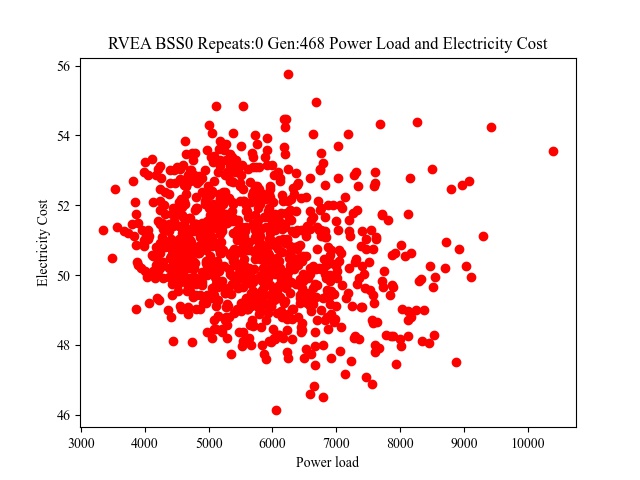 RVEA BSS0 Repeats:0 Gen:468 Power Load and Electricity Cost
56
54
52
50
48
46
Electricity Cost
3000 4000 5000 6000 7000 8000 9000 10000
Power load